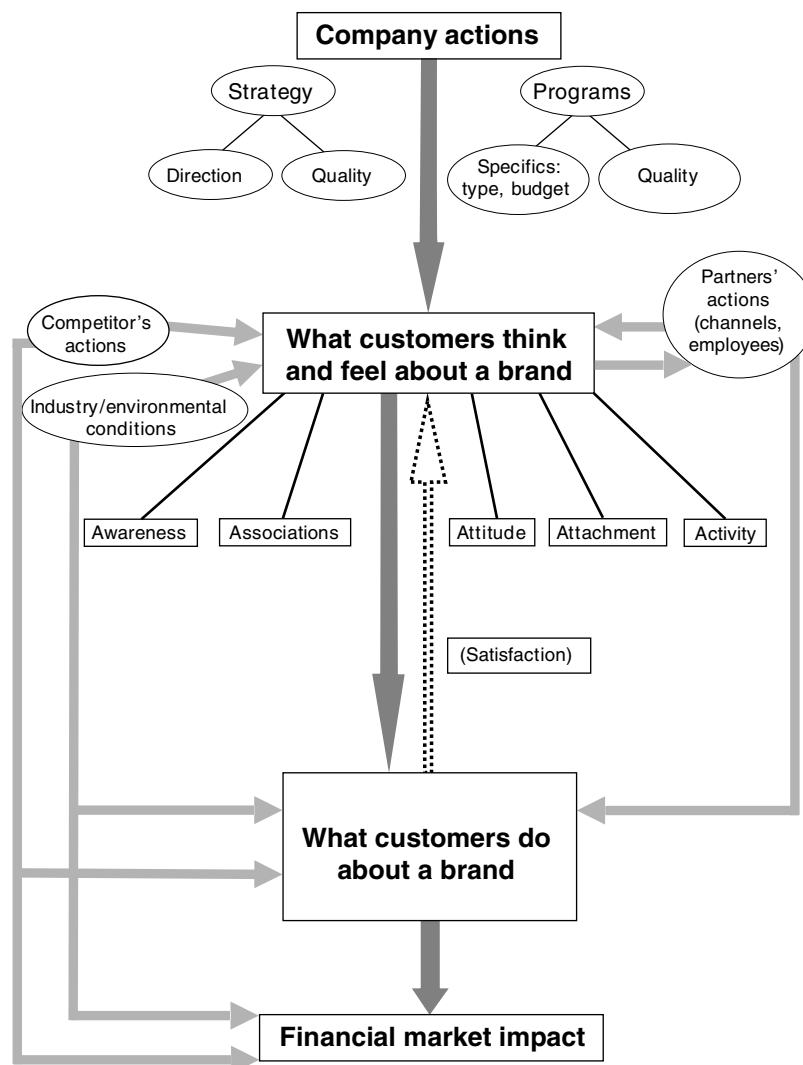 Company actions
Strategy
Programs
Direction
Quality
Specifics:
type, budget
Quality
Partners’
actions
(channels,
employees)
Competitor’s
actions
What customers think
and feel about a brand
Industry/environmental
conditions
Awareness
Associations
Attitude
Attachment
Activity
(Satisfaction)
What customers do
about a brand
Financial market impact